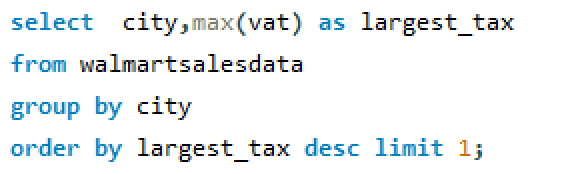 select  city,max(vat) as largest_tax
from walmartsalesdata
group by city
order by largest_tax desc limit 1;